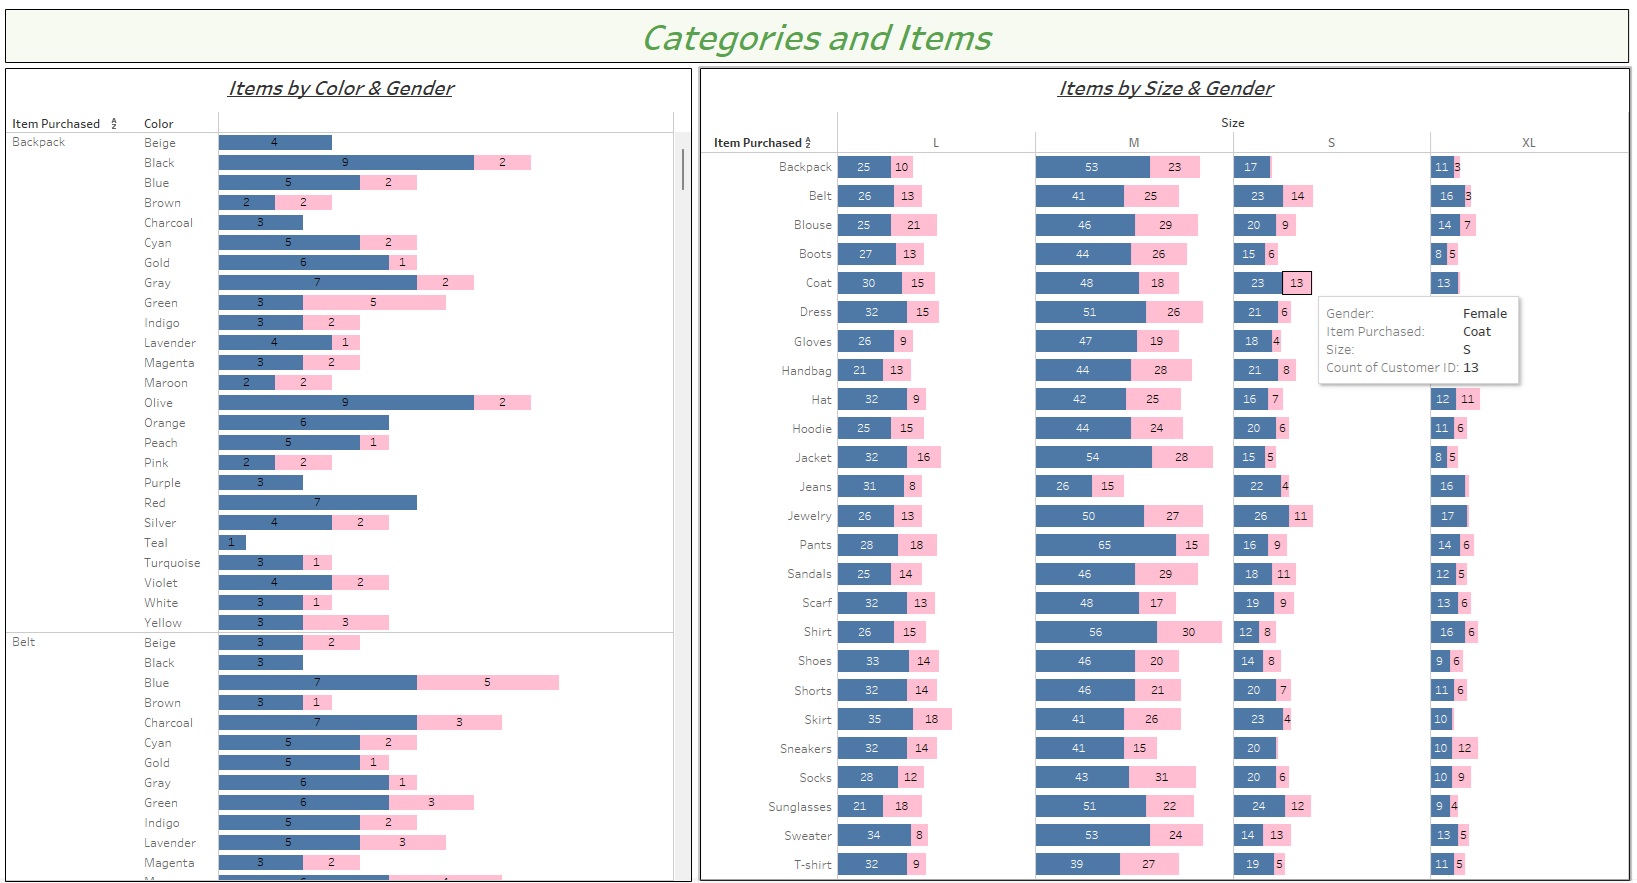 Categories and Items
Items by Color & Gender
Item Purchased Color
Backpack Beige 4
Black 9 2
Blue 5 2
Brown 2 2
Charcoal 3
Cyan 5 2
Gold 6 1
Gray 7 2
Green 3 5
Indigo 3 2
Lavender 4 1
Magenta 3 2
Maroon 2 2
Olive 9 2
Orange 6
Peach 5 1
Pink 2 2
Purple 3
Red 7
Silver 4 2
Teal 1
Turquoise 3 1
Violet 4 2
White 3 1
Yellow 3 3
Belt Beige 3 2
Black 3
Blue 7 5
Brown 3 1
Charcoal 7 3
Cyan 5 2
Gold 5 1
Gray 6 1
Green 6 3
Indigo 5 2
Lavender 5 3
Magenta 3 2
Items by Size & Gender
Size
Item Purchased L M S XL
Backpack 25 10 53 23 17 11 3
Belt 26 13 41 25 23 14 16 3
Blouse 25 21 46 29 20 9 14 7
Boots 27 13 44 26 15 6 8 5
Coat 30 15 48 18 23 13 13
Dress 32 15 51 26 21 6
Gloves 26 9 47 19 18 4
Handbag 21 13 44 28 21 8
Hat 32 9 42 25 16 7 12 11
Hoodie 25 15 44 24 20 6 11 6
Jacket 32 16 54 28 15 5 8 5
Jeans 31 8 26 15 22 4 16
Jewelry 26 13 50 27 26 11 17
Pants 28 18 65 15 16 9 14 6
Sandals 25 14 46 29 18 11 12 5
Scarf 32 13 48 17 19 9 13 6
Shirt 26 15 56 30 12 8 16 6
Shoes 33 14 46 20 14 8 9 6
Shorts 32 14 46 21 20 7 11 6
Skirt 35 18 41 26 23 4 10
Sneakers 32 14 41 15 20 10 12
Socks 28 12 43 31 20 6 10 9
Sunglasses 21 18 51 22 24 12 9 4
Sweater 34 8 53 24 14 13 13 5
T-shirt 32 9 39 27 19 5 11 5
Gender: Female
Item Purchased: Coat
Size: S
Count of Customer ID: 13